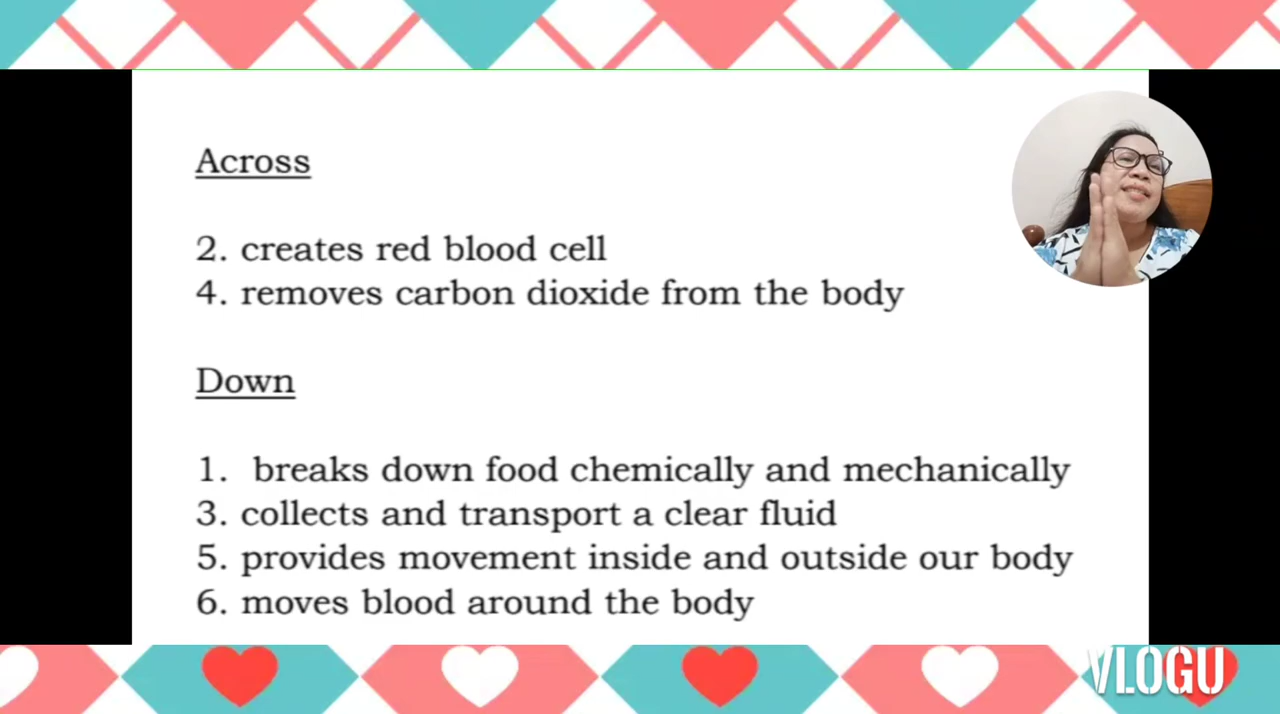 Across
2. creates red blood cell
4. removes carbon dioxide from the body
Down
1. breaks down food chemically and mechanically
3. collects and transport a clear fluid
5. provides movement inside and outside our body
6. moves blood around the body
VLOGU